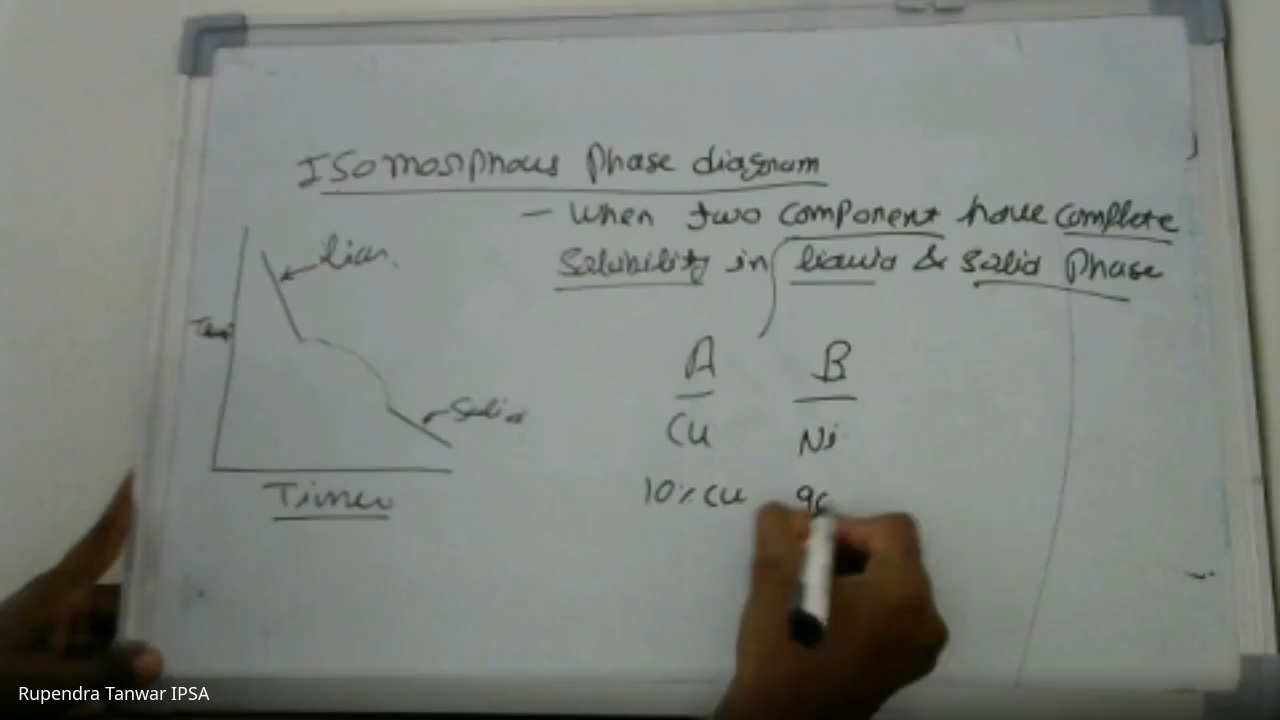 Isomorphous Phase diagram
- When two component have complete
Solubility in liquid & solid Phase
liq.
Temp
Solid
Time
A B
Cu Ni
10% Cu 90
Rupendra Tanwar IPSA